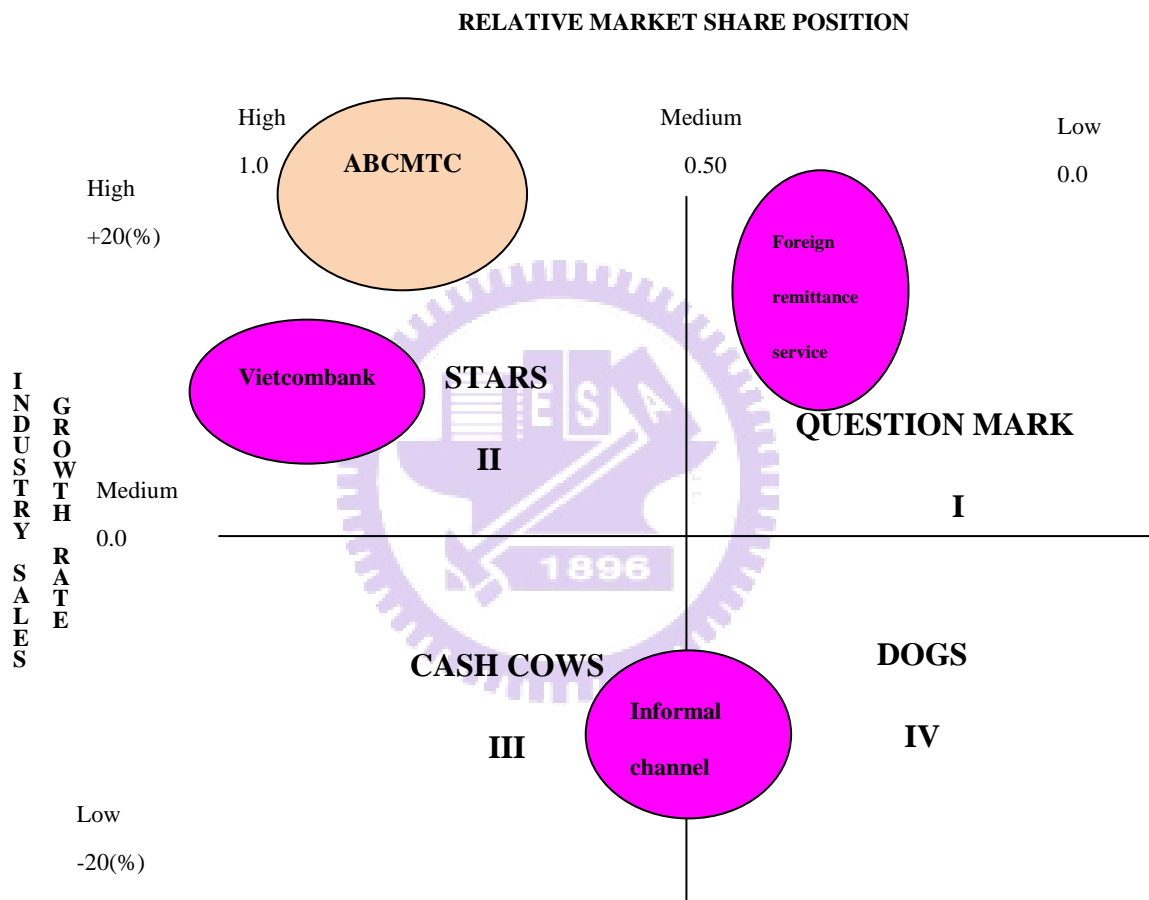 RELATIVE MARKET SHARE POSITION
High
1.0
Medium
0.50
Low
0.0
High
+20(%)
ABCMTC
Foreign
remittance
service
Vietcombank
STARS
II
QUESTION MARK
I
INDUSTRY SALES
GROWTH RATE
Medium
0.0
ESA
1896
CASH COWS
III
DOGS
IV
Informal
channel
Low
-20(%)